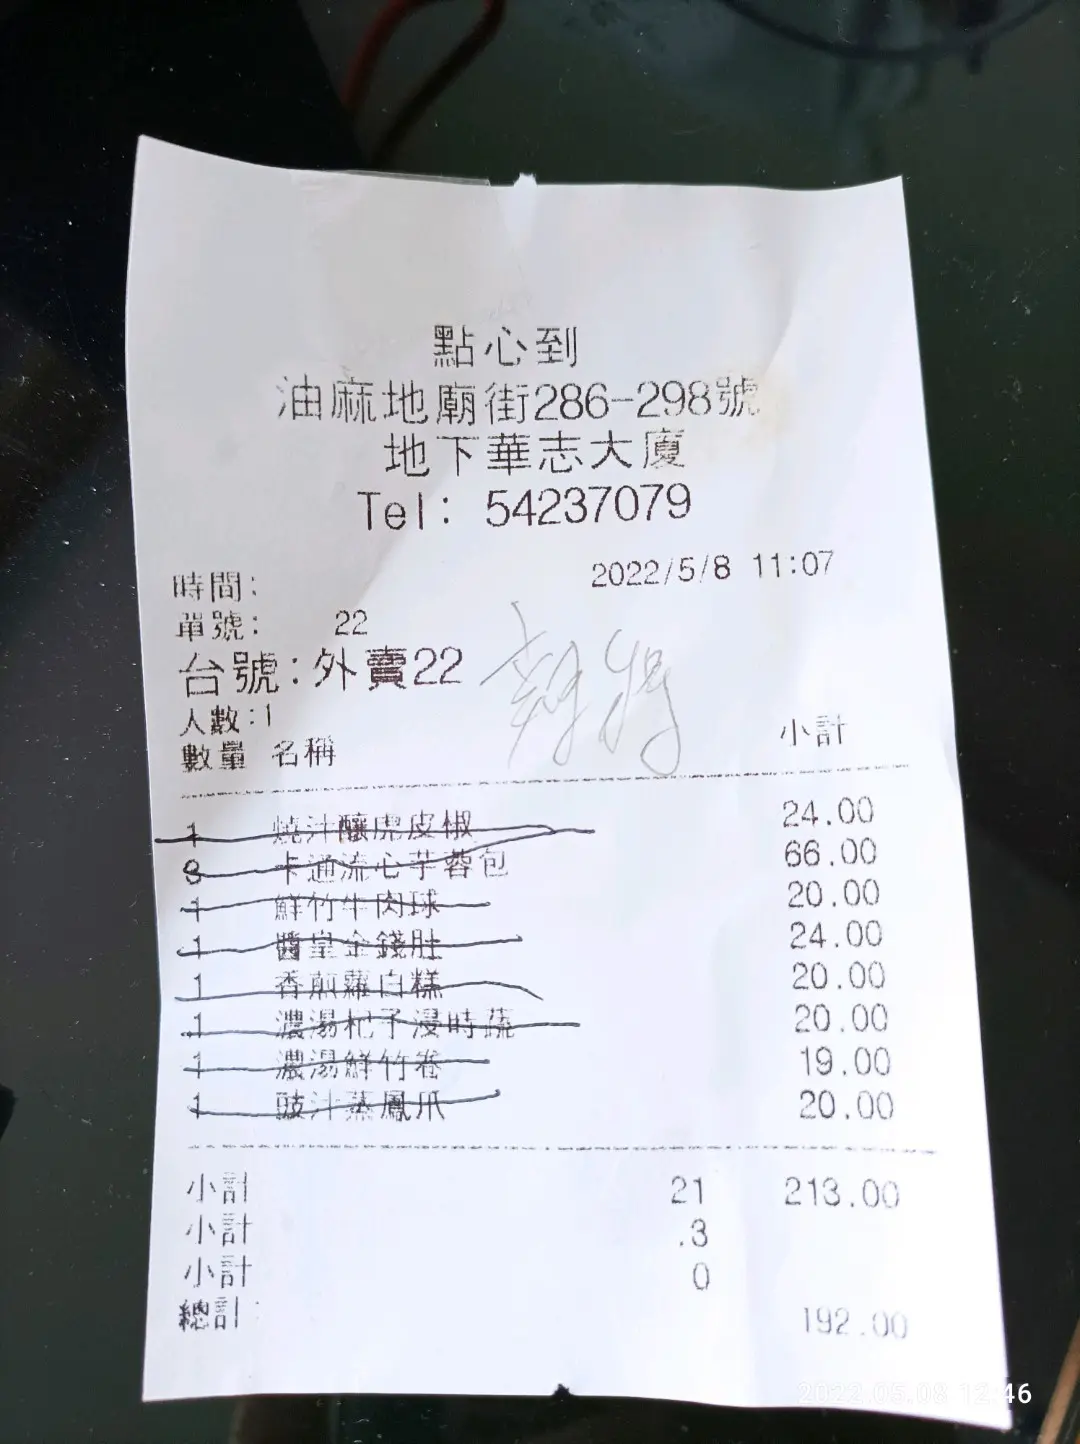 點心到
油麻地廟街286-298號
地下華志大廈
Tel: 54237079
時間: 2022/5/8 11:07
單號: 22
台號:外賣22
人數:1
數量 名稱 小計
1 燒汁釀虎皮椒 24.00
3 卡通流心芋蓉包 66.00
1 鮮竹牛肉球 20.00
1 醬皇金錢肚 24.00
1 香煎蘿白糕 20.00
1 濃湯杞子浸時蔬 20.00
1 濃湯鮮竹卷 19.00
1 豉汁蒸鳳爪 20.00
小計 21 213.00
小計 .3
小計 0
總計: 192.00
2022.05.08 12:46